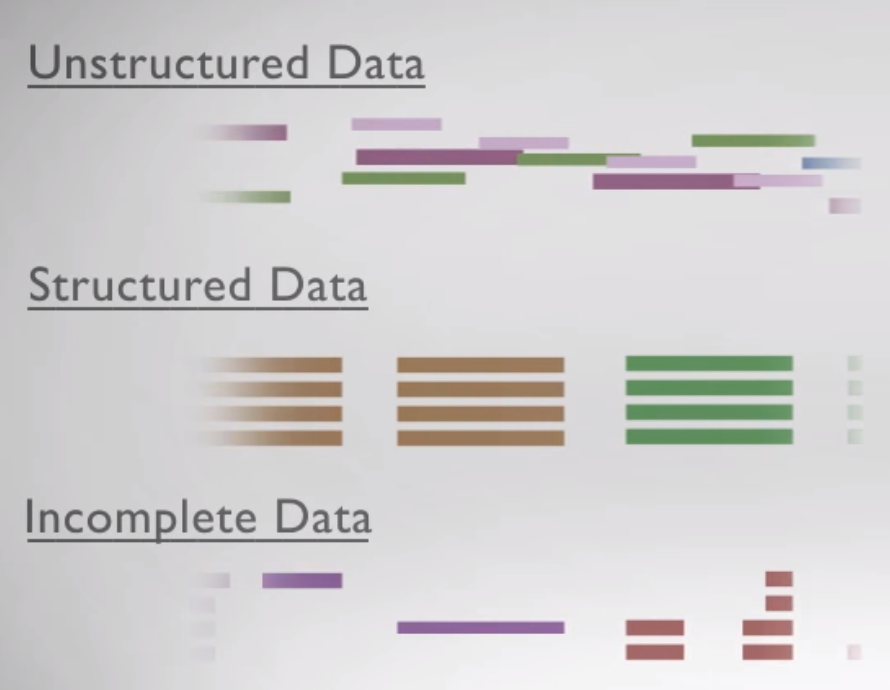 Unstructured Data
Structured Data
Incomplete Data